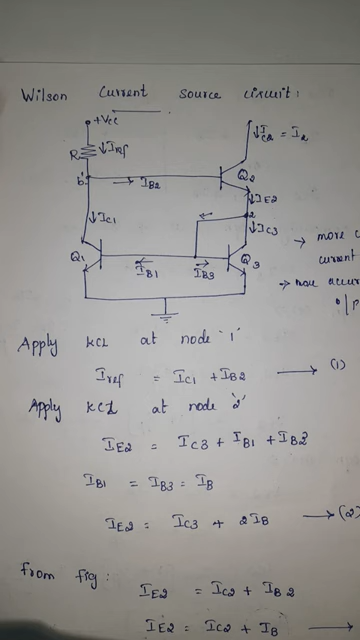 Wilson Current Source circuit:
+Vcc
↓IC2 = I2
R ↓Iref
b'
→ IB2
Q2
↓IE2
2
↓IC1
↓IC3
→ more c
Q1
IB1
IB3
Q3
current
→ more accur
o/p
Apply KCL at node '1'
Iref = IC1 + IB2 → (1)
Apply KCL at node '2'
IE2 = IC3 + IB1 + IB3
IB1 = IB3 = IB
IE2 = IC3 + 2IB → (2)
From fig:
IE2 = IC2 + IB2
IE2 = IC2 + IB →